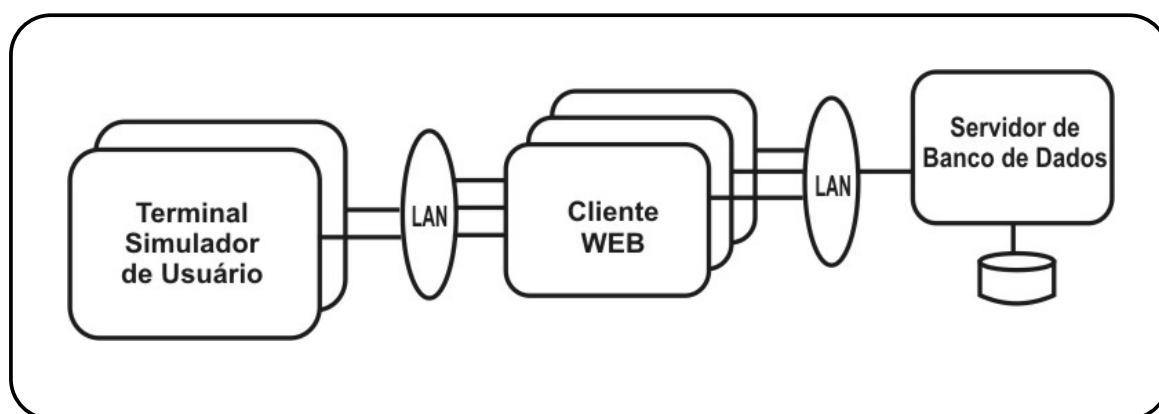 Terminal
Simulador
de Usuário
LAN
Cliente
WEB
LAN
Servidor de
Banco de Dados